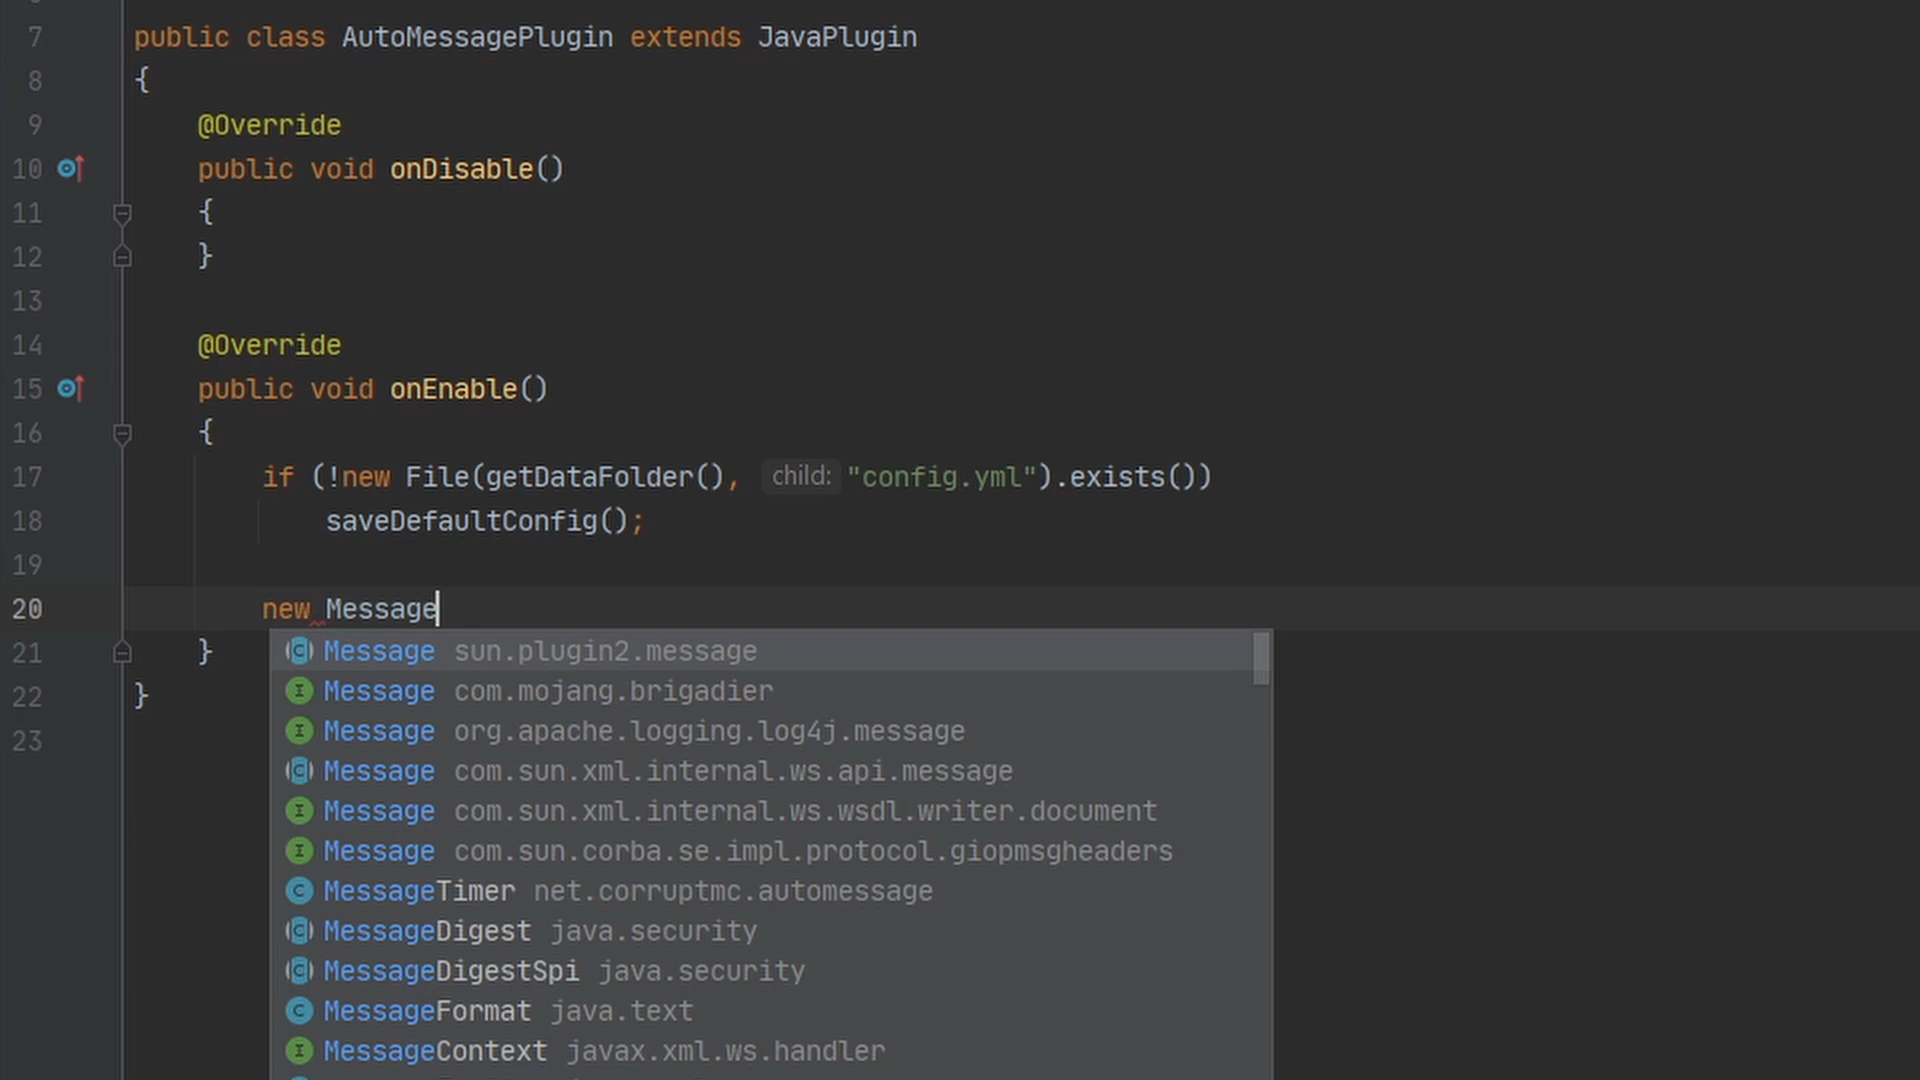 7 public class AutoMessagePlugin extends JavaPlugin
8 {
9 @Override
10 public void onDisable()
11 {
12 }
13
14 @Override
15 public void onEnable()
16 {
17 if (!new File(getDataFolder(), child: "config.yml").exists())
18 saveDefaultConfig();
19
20 new Message
21 }
22 }
23
Message sun.plugin2.message
Message com.mojang.brigadier
Message org.apache.logging.log4j.message
Message com.sun.xml.internal.ws.api.message
Message com.sun.xml.internal.ws.wsdl.writer.document
Message com.sun.corba.se.impl.protocol.giopmsgheaders
MessageTimer net.corruptmc.automessage
MessageDigest java.security
MessageDigestSpi java.security
MessageFormat java.text
MessageContext javax.xml.ws.handler